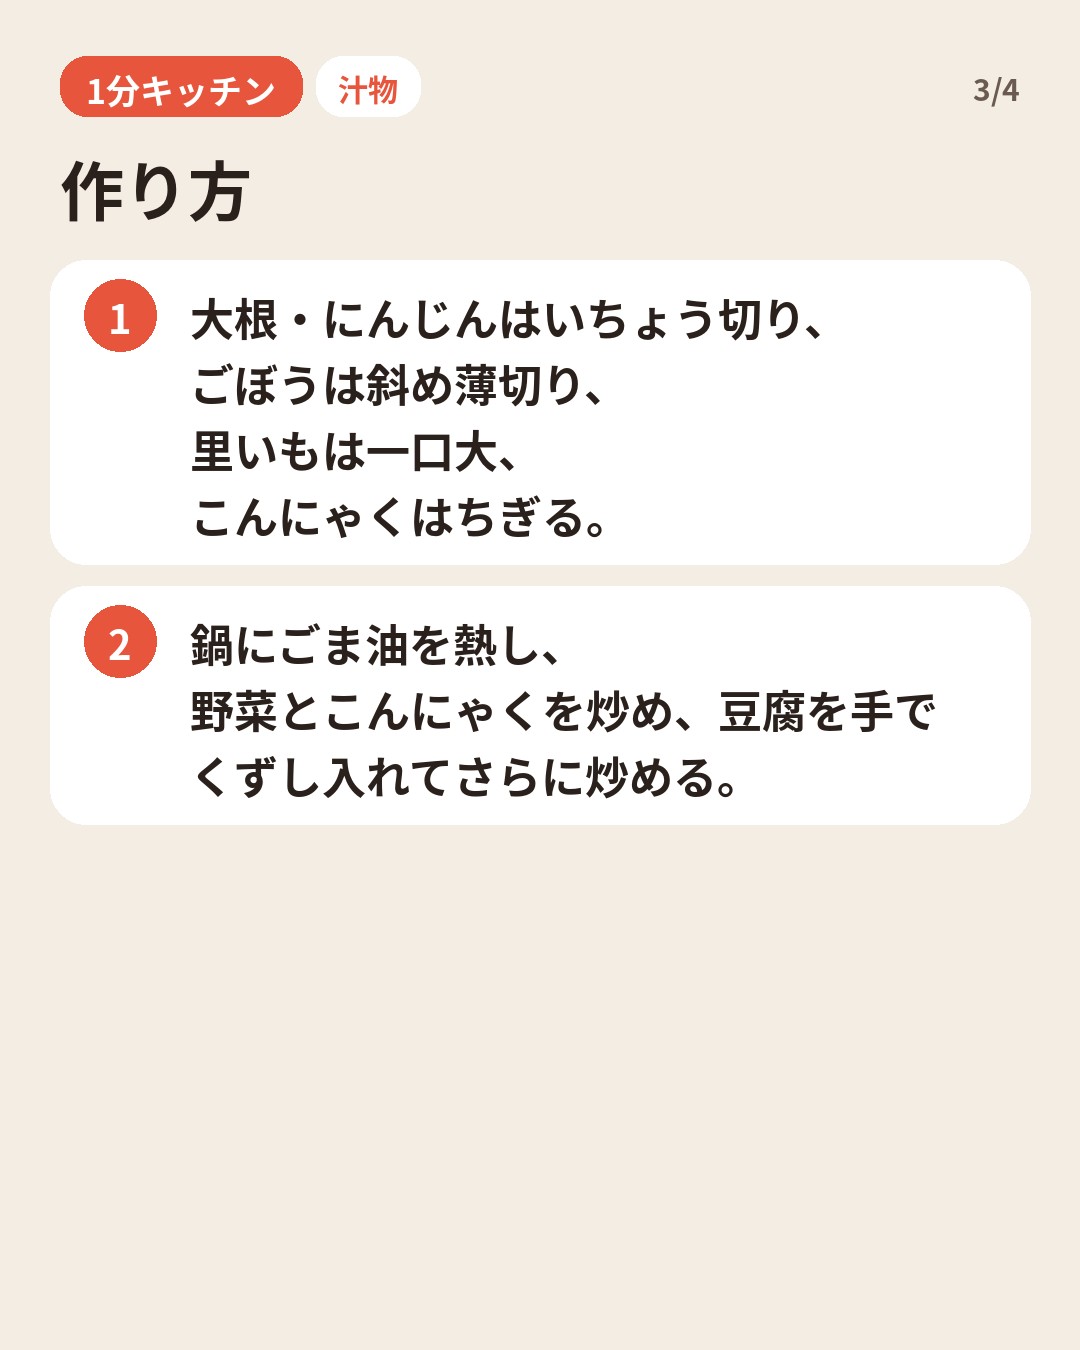 1分キッチン 汁物 3/4
作り方
1 大根・にんじんはいちょう切り、
ごぼうは斜め薄切り、
里いもは一口大、
こんにゃくはちぎる。
2 鍋にごま油を熱し、
野菜とこんにゃくを炒め、豆腐を手で
くずし入れてさらに炒める。